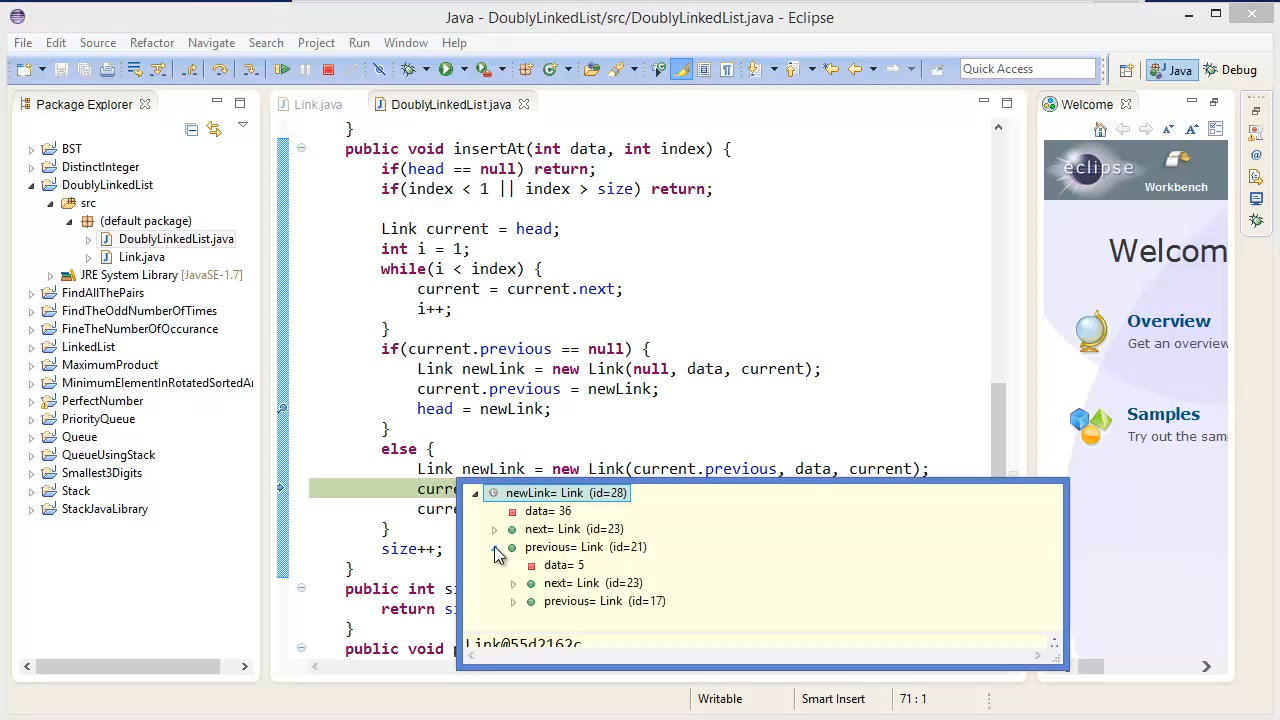 Java - DoublyLinkedList/src/DoublyLinkedList.java - Eclipse
File Edit Source Refactor Navigate Search Project Run Window Help
Quick Access
Java
Debug
Package Explorer
BST
DistinctInteger
DoublyLinkedList
src
(default package)
DoublyLinkedList.java
Link.java
JRE System Library [JavaSE-1.7]
FindAllThePairs
FindTheOddNumberOfTimes
FineTheNumberOfOccurance
LinkedList
MaximumProduct
MinimumElementInRotatedSortedAr
PerfectNumber
PriorityQueue
Queue
QueueUsingStack
Smallest3Digits
Stack
StackJavaLibrary
Link.java
DoublyLinkedList.java
}
public void insertAt(int data, int index) {
if(head == null) return;
if(index < 1 || index > size) return;
Link current = head;
int i = 1;
while(i < index) {
current = current.next;
i++;
}
if(current.previous == null) {
Link newLink = new Link(null, data, current);
current.previous = newLink;
head = newLink;
}
else {
Link newLink = new Link(current.previous, data, current);
curre
curre
}
size++;
}
public int si
return s
}
public void p
newLink= Link (id=28)
data= 36
next= Link (id=23)
previous= Link (id=21)
data= 5
next= Link (id=23)
previous= Link (id=17)
Link@55d2162c
Welcome
eclipse
Workbench
Welcom
Overview
Get an overview
Samples
Try out the sam
Writable
Smart Insert
71 : 1